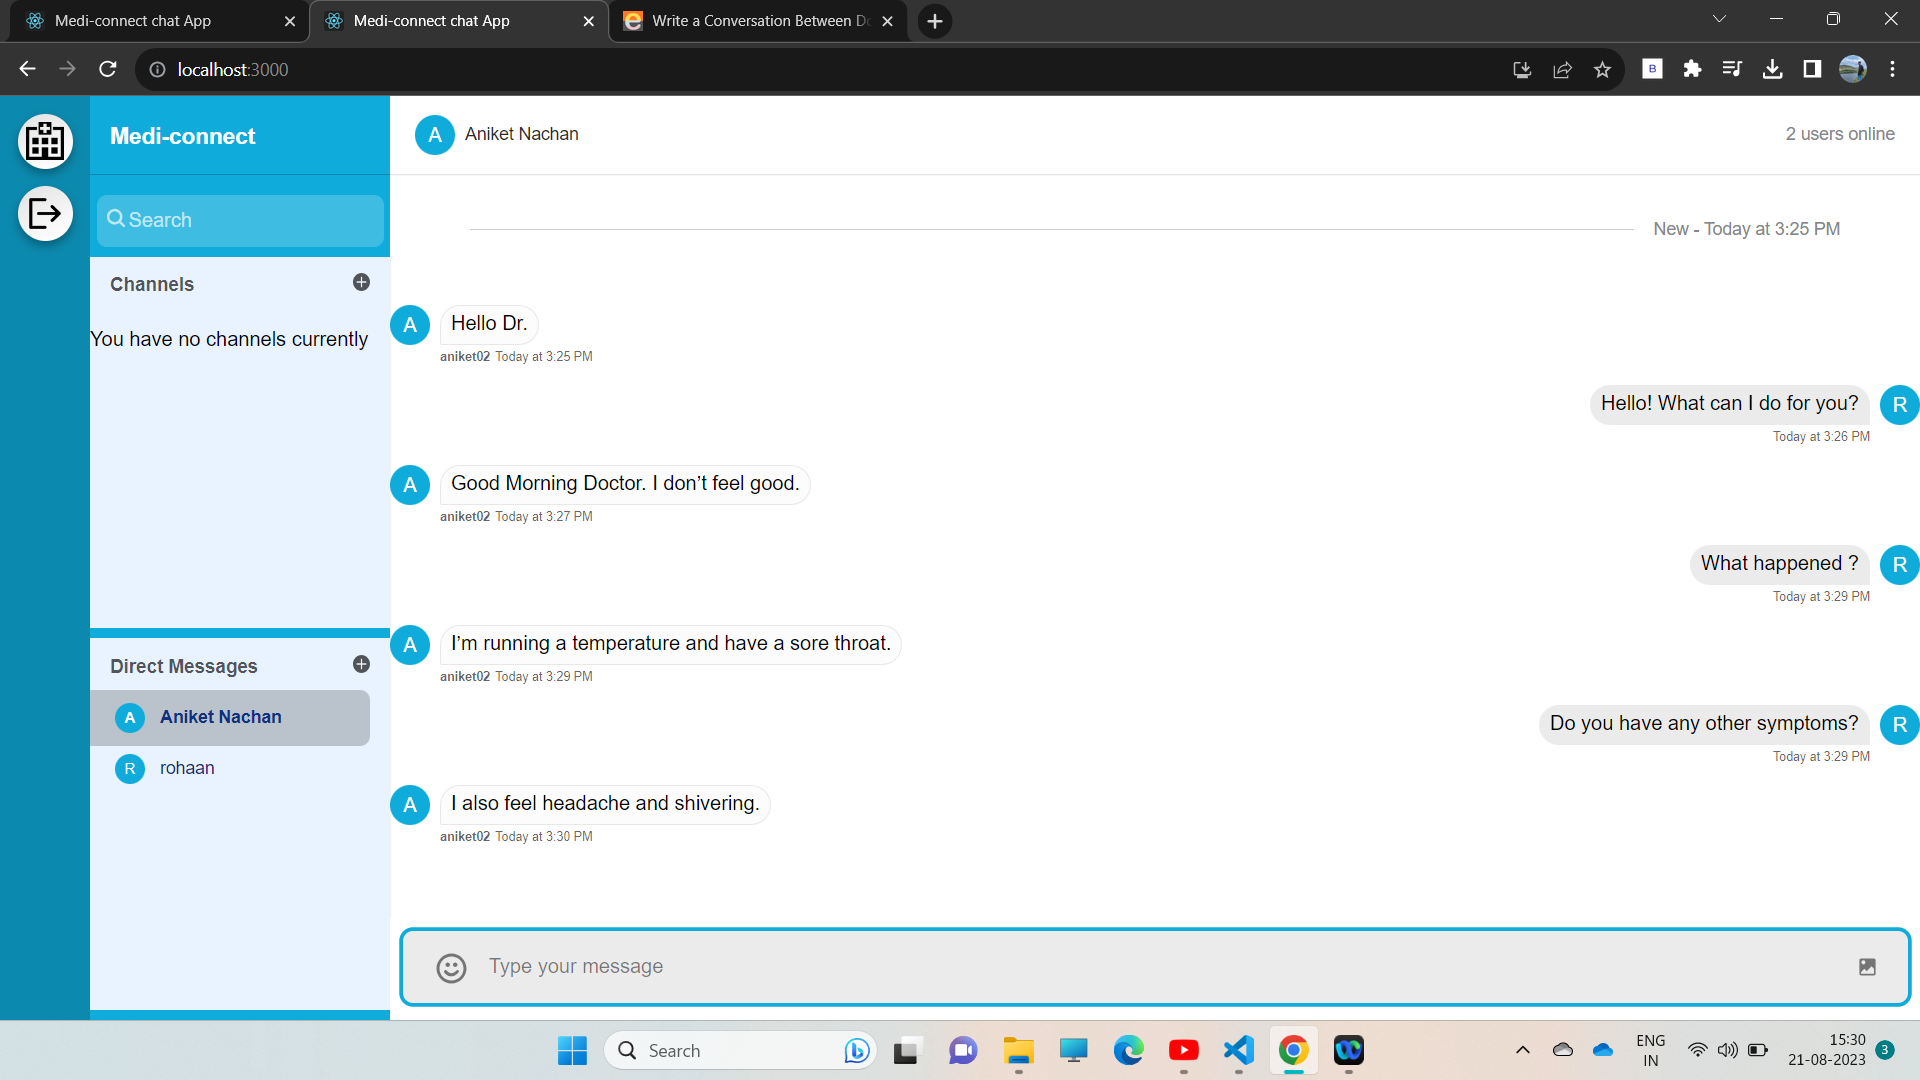 Medi-connect chat App
Medi-connect chat App
Write a Conversation Between Do
localhost:3000
B
Medi-connect
Search
Channels
You have no channels currently
Direct Messages
A Aniket Nachan
R rohaan
A Aniket Nachan
2 users online
New - Today at 3:25 PM
A Hello Dr.
aniket02 Today at 3:25 PM
Hello! What can I do for you? R
Today at 3:26 PM
A Good Morning Doctor. I don’t feel good.
aniket02 Today at 3:27 PM
What happened ? R
Today at 3:29 PM
A I’m running a temperature and have a sore throat.
aniket02 Today at 3:29 PM
Do you have any other symptoms? R
Today at 3:29 PM
A I also feel headache and shivering.
aniket02 Today at 3:30 PM
Type your message
Search
ENG
IN
15:30
21-08-2023
3